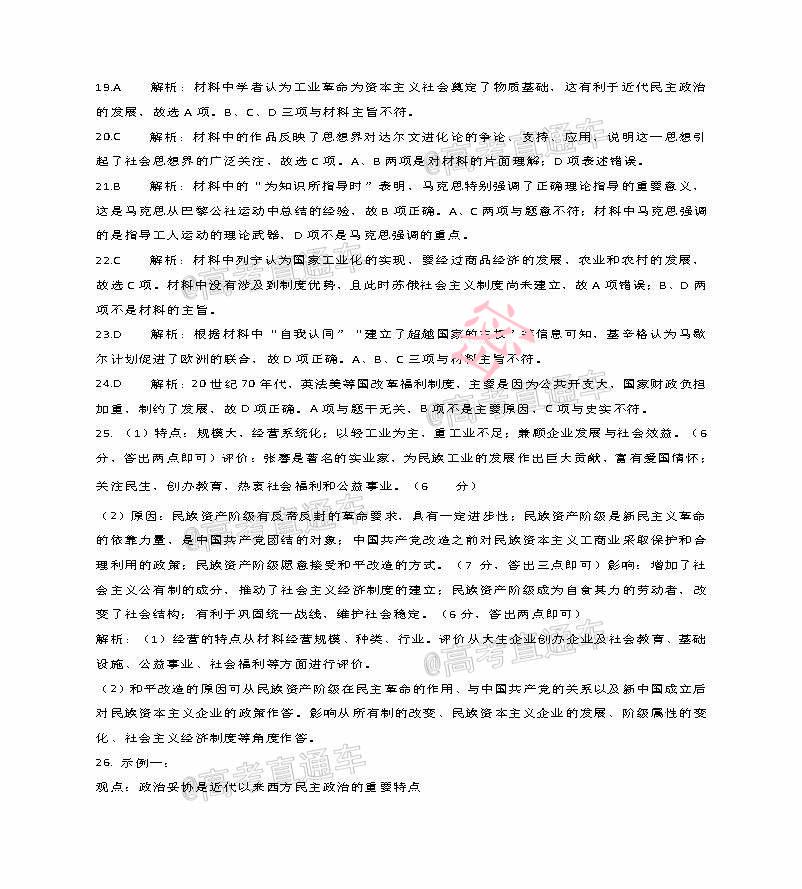 19.A 解析：材料中学者认为工业革命为资本主义社会奠定了物质基础，这有利于近代民主政治
的发展，故选 A 项。B、C、D 三项与材料主旨不符。
20.C 解析：材料中的作品反映了思想界对达尔文进化论的争论、支持、应用，说明这一思想引
起了社会思想界的广泛关注，故选 C 项。A、B 两项是对材料的片面理解；D 项表述错误。
21.B 解析：材料中的“为知识所指导时”表明，马克思特别强调了正确理论指导的重要意义，
这是马克思从巴黎公社运动中总结的经验，故 B 项正确。A、C 两项与题意不符；材料中马克思强调
的是指导工人运动的理论武器，D 项不是马克思强调的重点。
22.C 解析：材料中列宁认为国家工业化的实现，要经过商品经济的发展、农业和农村的发展，
故选 C 项。材料中没有涉及到制度优势，且此时苏俄社会主义制度尚未建立，故 A 项错误；B、D 两
项不是材料的主旨。
23.D 解析：根据材料中“自我认同”“建立了超越国家的主权”等信息可知，基辛格认为马歇
尔计划促进了欧洲的联合，故 D 项正确。A、B、C 三项与材料主旨不符。
24.D 解析：20 世纪 70 年代，英法美等国改革福利制度，主要是因为公共开支大，国家财政负担
加重，制约了发展，故 D 项正确。A 项与题干无关，B 项不是主要原因，C 项与史实不符。
25. （1）特点：规模大，经营系统化；以轻工业为主，重工业不足；兼顾企业发展与社会效益。（6
分，答出两点即可）评价：张謇是著名的实业家，为民族工业的发展作出巨大贡献，富有爱国情怀；
关注民生，创办教育，热衷社会福利和公益事业。（6 分）
（2）原因：民族资产阶级有反帝反封的革命要求，具有一定进步性；民族资产阶级是新民主义革命
的依靠力量，是中国共产党团结的对象；中国共产党改造之前对民族资本主义工商业采取保护和合
理利用的政策；民族资产阶级愿意接受和平改造的方式。（7 分，答出三点即可）影响：增加了社
会主义公有制的成分，推动了社会主义经济制度的建立；民族资产阶级成为自食其力的劳动者，改
变了社会结构；有利于巩固统一战线，维护社会稳定。（6 分，答出两点即可）
解析：（1）经营的特点从材料经营规模、种类、行业。评价从大生企业创办企业及社会教育、基础
设施、公益事业、社会福利等方面进行评价。
（2）和平改造的原因可从民族资产阶级在民主革命的作用、与中国共产党的关系以及新中国成立后
对民族资本主义企业的政策作答。影响从所有制的改变、民族资本主义企业的发展、阶级属性的变
化、社会主义经济制度等角度作答。
26. 示例一：
观点：政治妥协是近代以来西方民主政治的重要特点
@高考直通车
@高考直通车
@高考直通车
@高考直通车
@高考直通车
@高考直通车
密